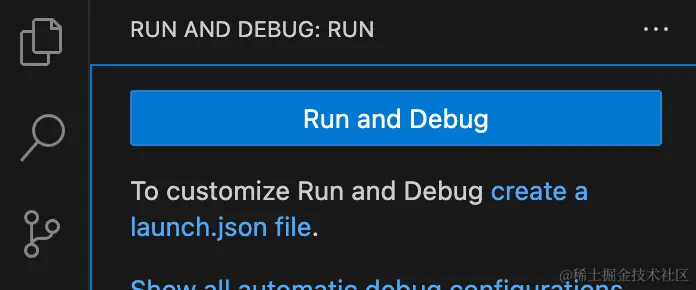 RUN AND DEBUG: RUN
Run and Debug
To customize Run and Debug create a
launch.json file.
Show all automatic debug configurations
@稀土掘金技术社区